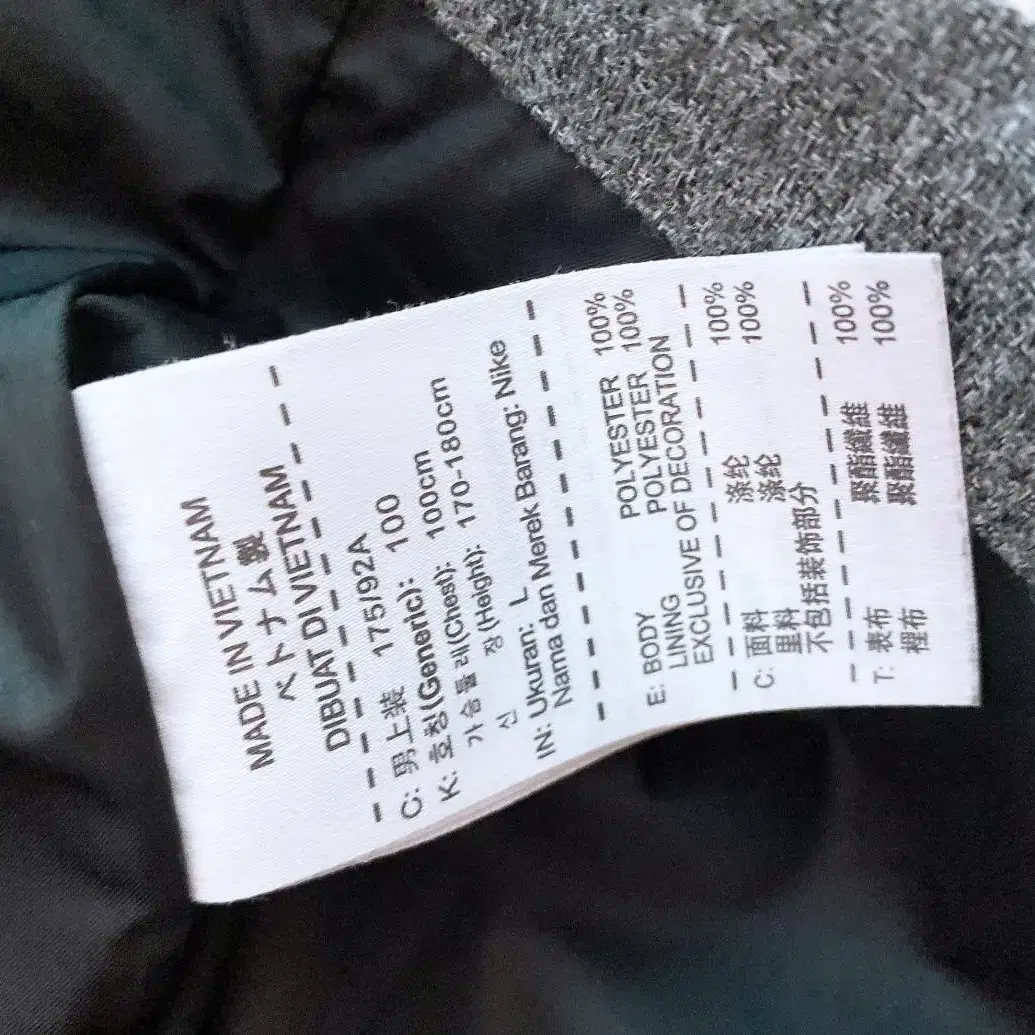 MADE IN VIETNAM
ベトナム製
DIBUAT DI VIETNAM
C: 男上装 175/92A
K: 호칭(Generic): 100
가슴둘레(Chest): 100cm
신 장(Height): 170-180cm
IN: Ukuran: L
Nama dan Merek Barang: Nike
E: BODY POLYESTER 100%
LINING POLYESTER 100%
EXCLUSIVE OF DECORATION
C: 面料 涤纶 100%
里料 涤纶 100%
不包括装饰部分
T: 表布 聚酯纖維 100%
裡布 聚酯纖維 100%